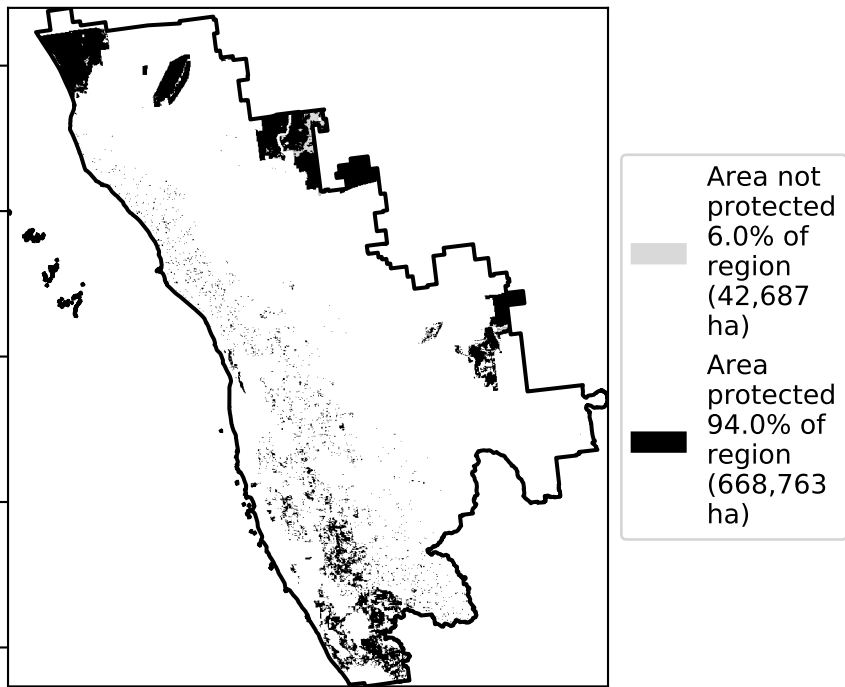 Area not
protected
6.0% of
region
(42,687
ha)
Area
protected
94.0% of
region
(668,763
ha)